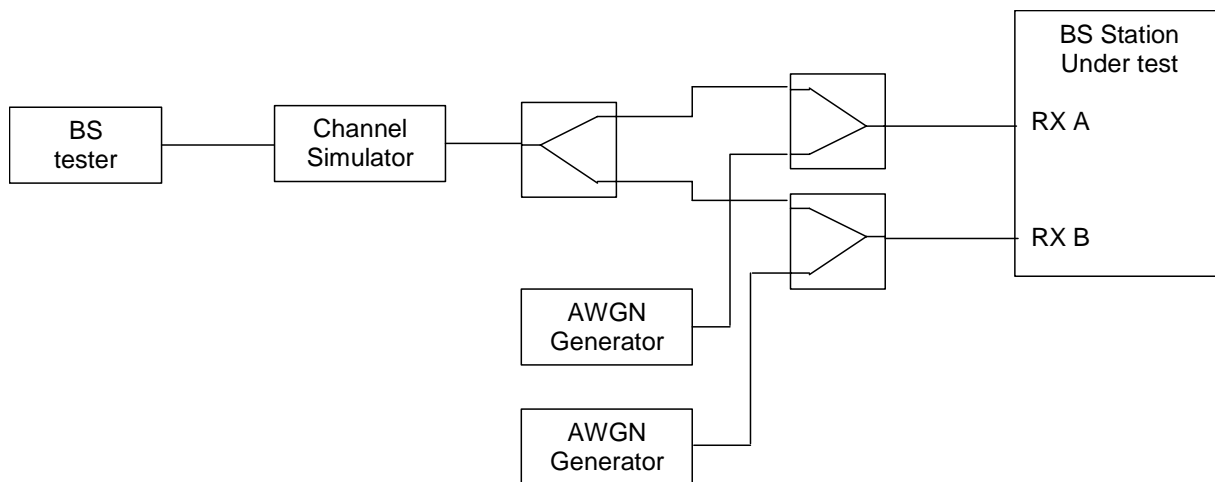 BS
tester
Channel
Simulator
BS Station
Under test
RX A
RX B
AWGN
Generator
AWGN
Generator